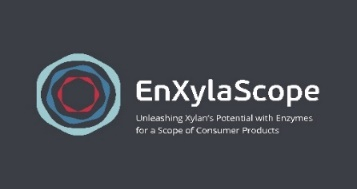 EnXylaScope
Unleashing Xylan's Potential with Enzymes
for a Scope of Consumer Products